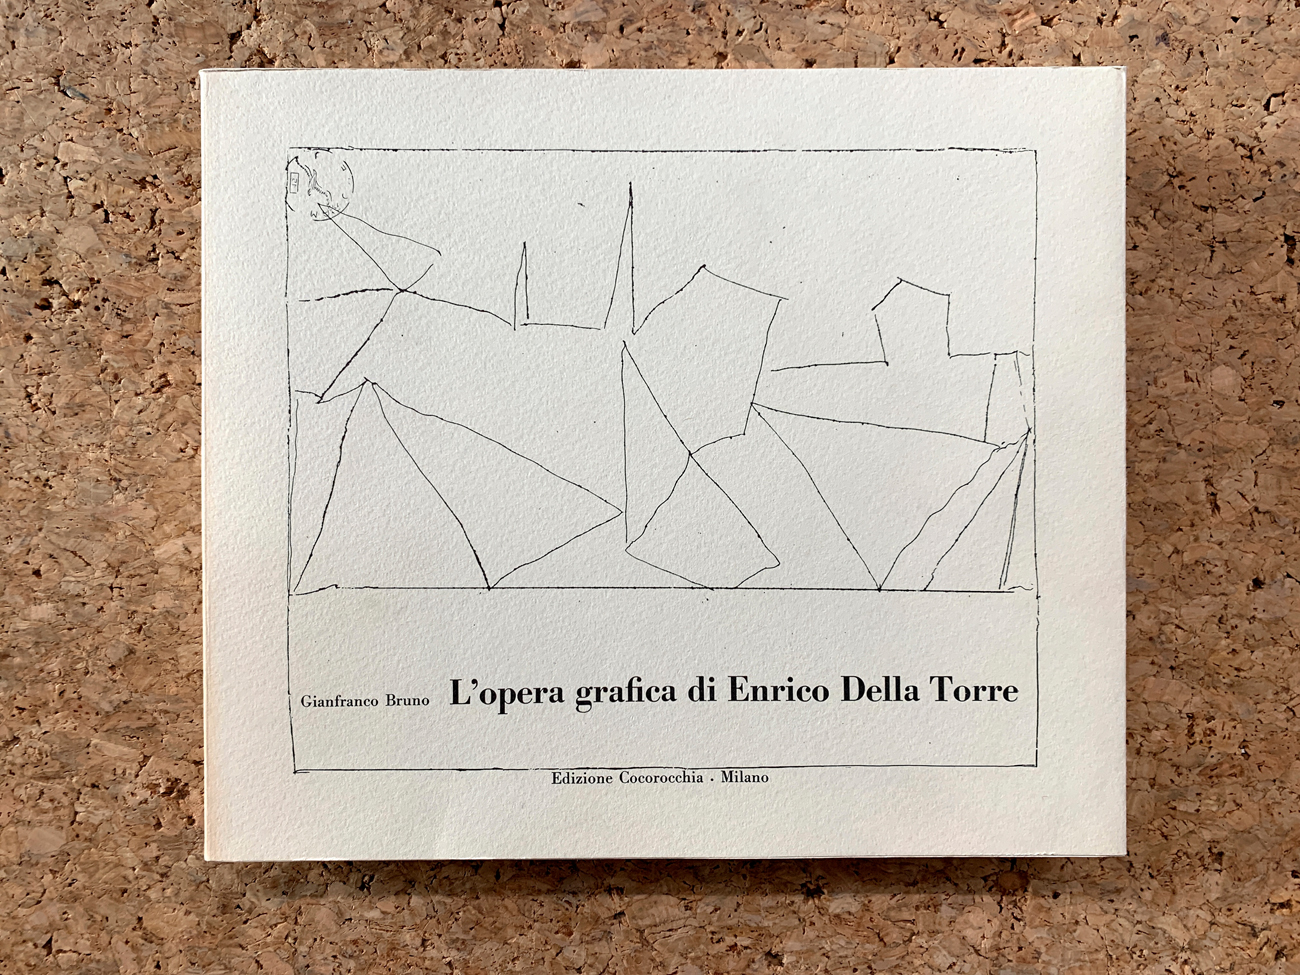 Gianfranco Bruno L'opera grafica di Enrico Della Torre
Edizione Cocorocchia · Milano